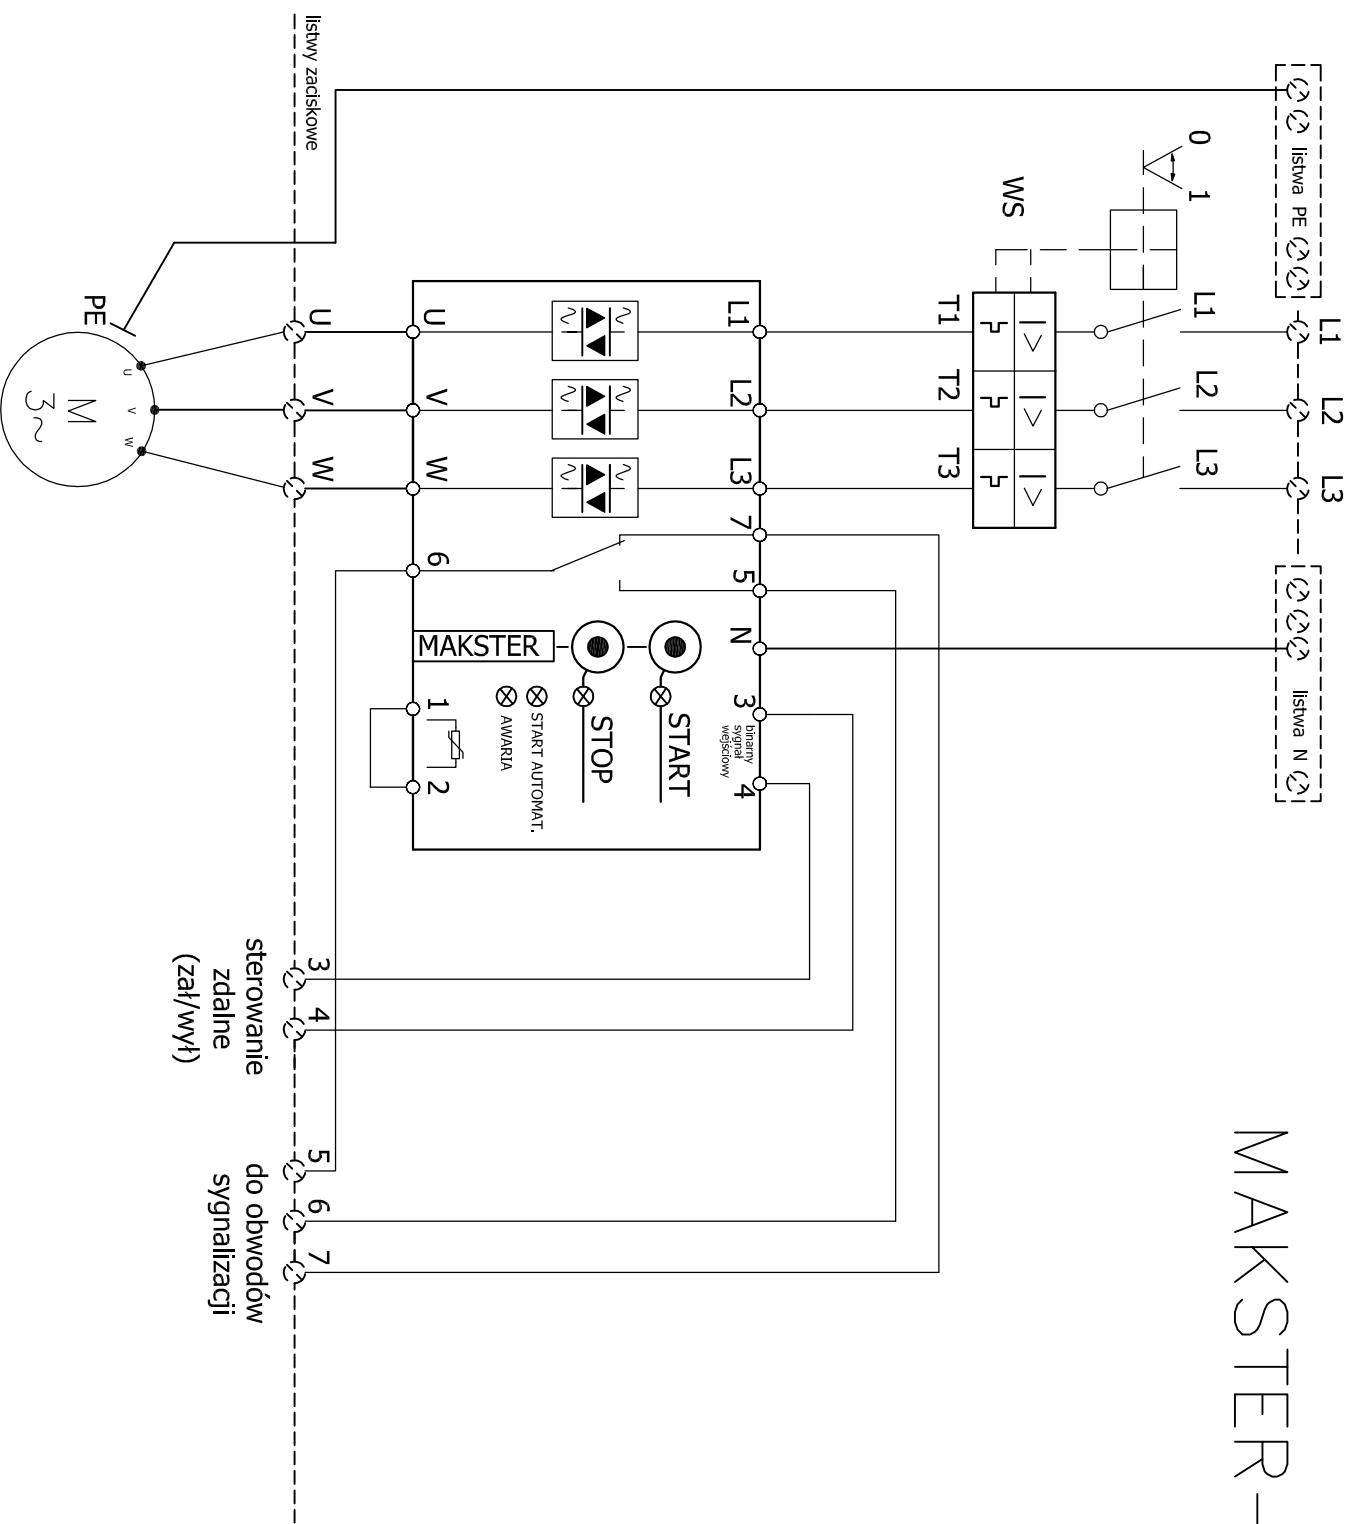 MAKSTER-
listwa PE
L1
L2
L3
listwa N
0
1
L1
L2
L3
WS
I>
I>
I>
T1
T2
T3
L1
L2
L3
7
5
N
3
4
binarny
sygnał
wejściowy
START
STOP
START AUTOMAT.
AWARIA
MAKSTER
U
V
W
6
1
2
listwy zaciskowe
U
V
W
3
4
5
6
7
PE
sterowanie
zdalne
(zał/wył)
do obwodów
sygnalizacji
U
V
W
M
3~